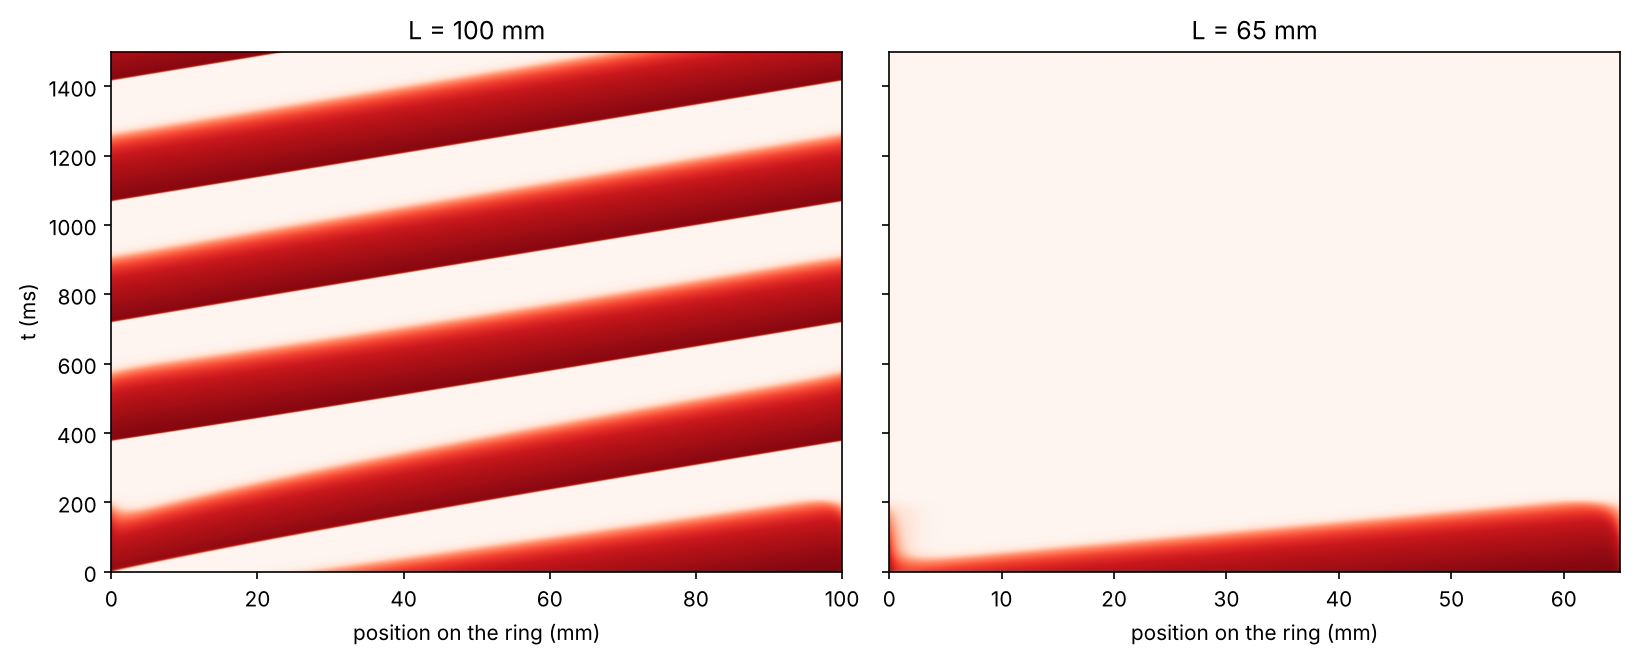 L = 100 mm
L = 65 mm
t (ms)
1400
1200
1000
800
600
400
200
0
0 20 40 60 80 100
0 10 20 30 40 50 60
position on the ring (mm)
position on the ring (mm)